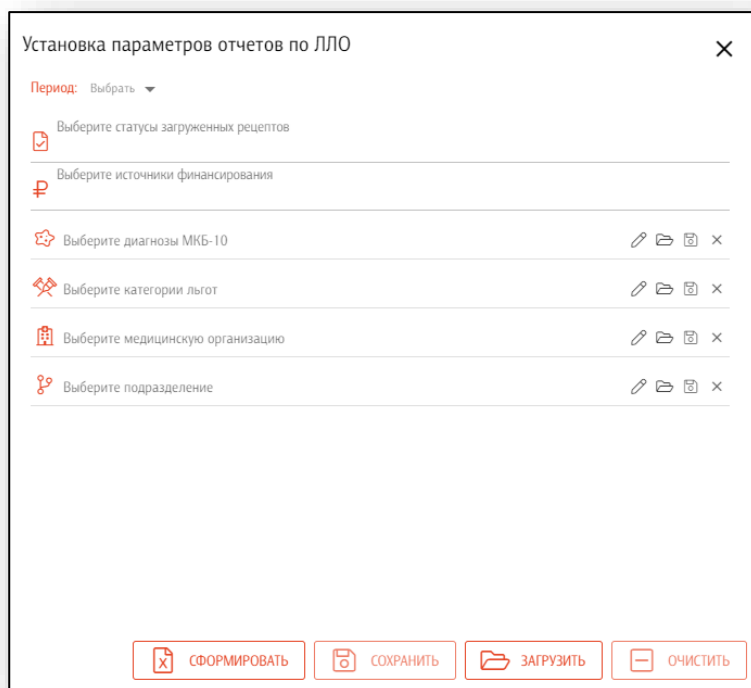 Установка параметров отчетов по ЛЛО
Период: Выбрать
Выберите статусы загруженных рецептов
Выберите источники финансирования
Выберите диагнозы МКБ-10
Выберите категории льгот
Выберите медицинскую организацию
Выберите подразделение
СФОРМИРОВАТЬ СОХРАНИТЬ ЗАГРУЗИТЬ ОЧИСТИТЬ